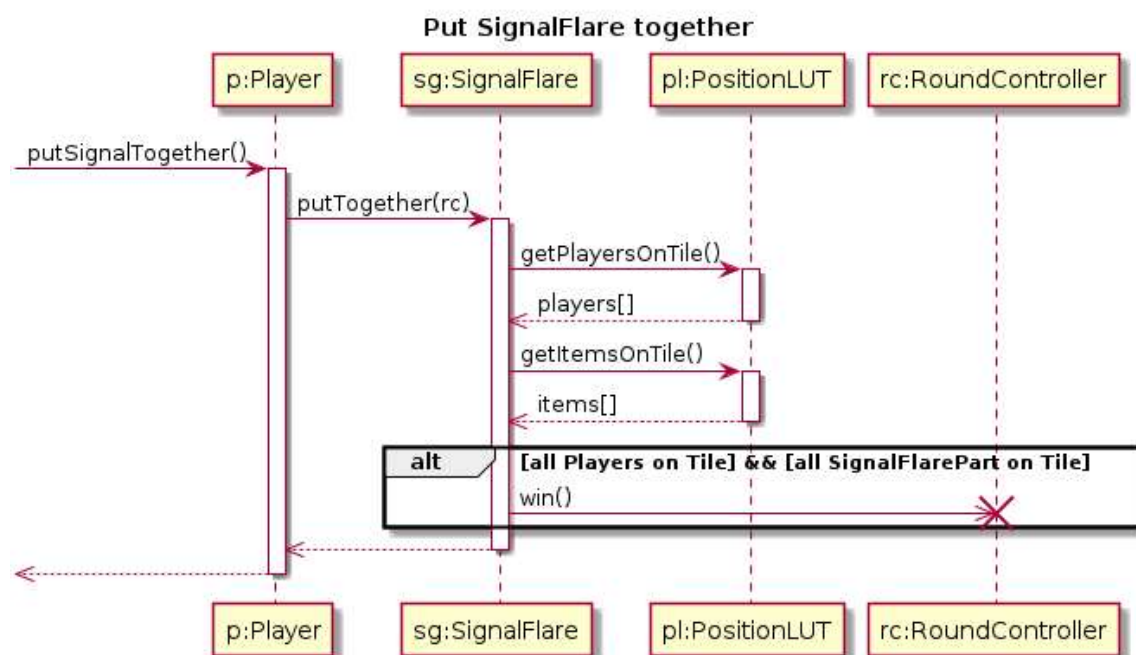 Put SignalFlare together
p:Player
sg:SignalFlare
pl:PositionLUT
rc:RoundController
putSignalTogether()
putTogether(rc)
getPlayersOnTile()
players[]
getItemsOnTile()
items[]
alt
[all Players on Tile] && [all SignalFlarePart on Tile]
win()
p:Player
sg:SignalFlare
pl:PositionLUT
rc:RoundController